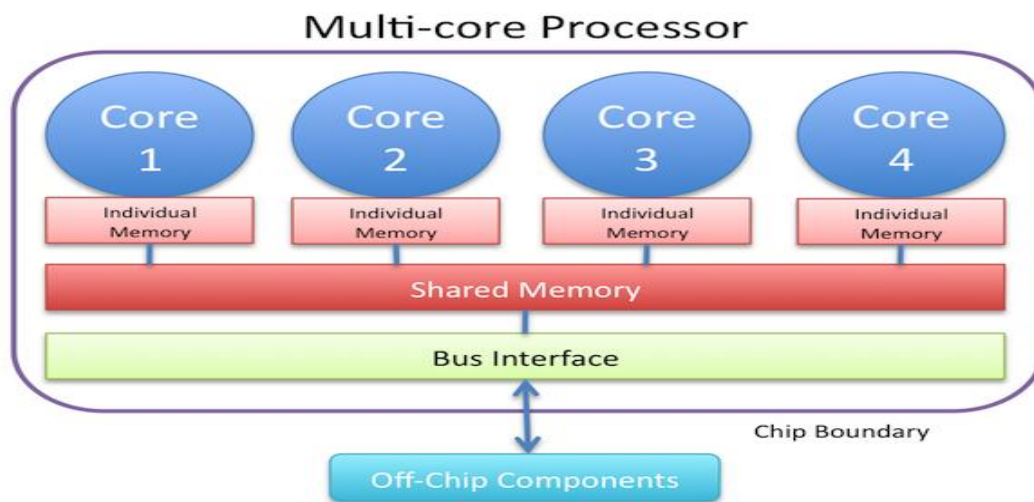 Multi-core Processor
Core
1
Core
2
Core
3
Core
4
Individual
Memory
Individual
Memory
Individual
Memory
Individual
Memory
Shared Memory
Bus Interface
Chip Boundary
Off-Chip Components